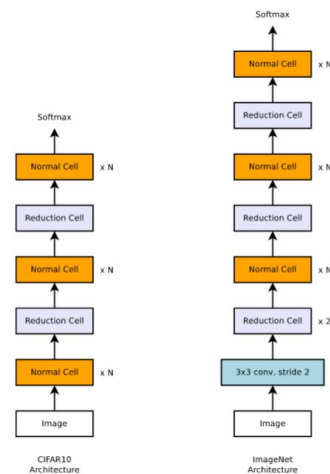 Softmax
Normal Cell
x N
Reduction Cell
Normal Cell
x N
Reduction Cell
Normal Cell
x N
Image
CIFAR10
Architecture
Softmax
Normal Cell
x N
Reduction Cell
Normal Cell
x N
Reduction Cell
Normal Cell
x N
Reduction Cell
x 2
3x3 conv, stride 2
Image
ImageNet
Architecture